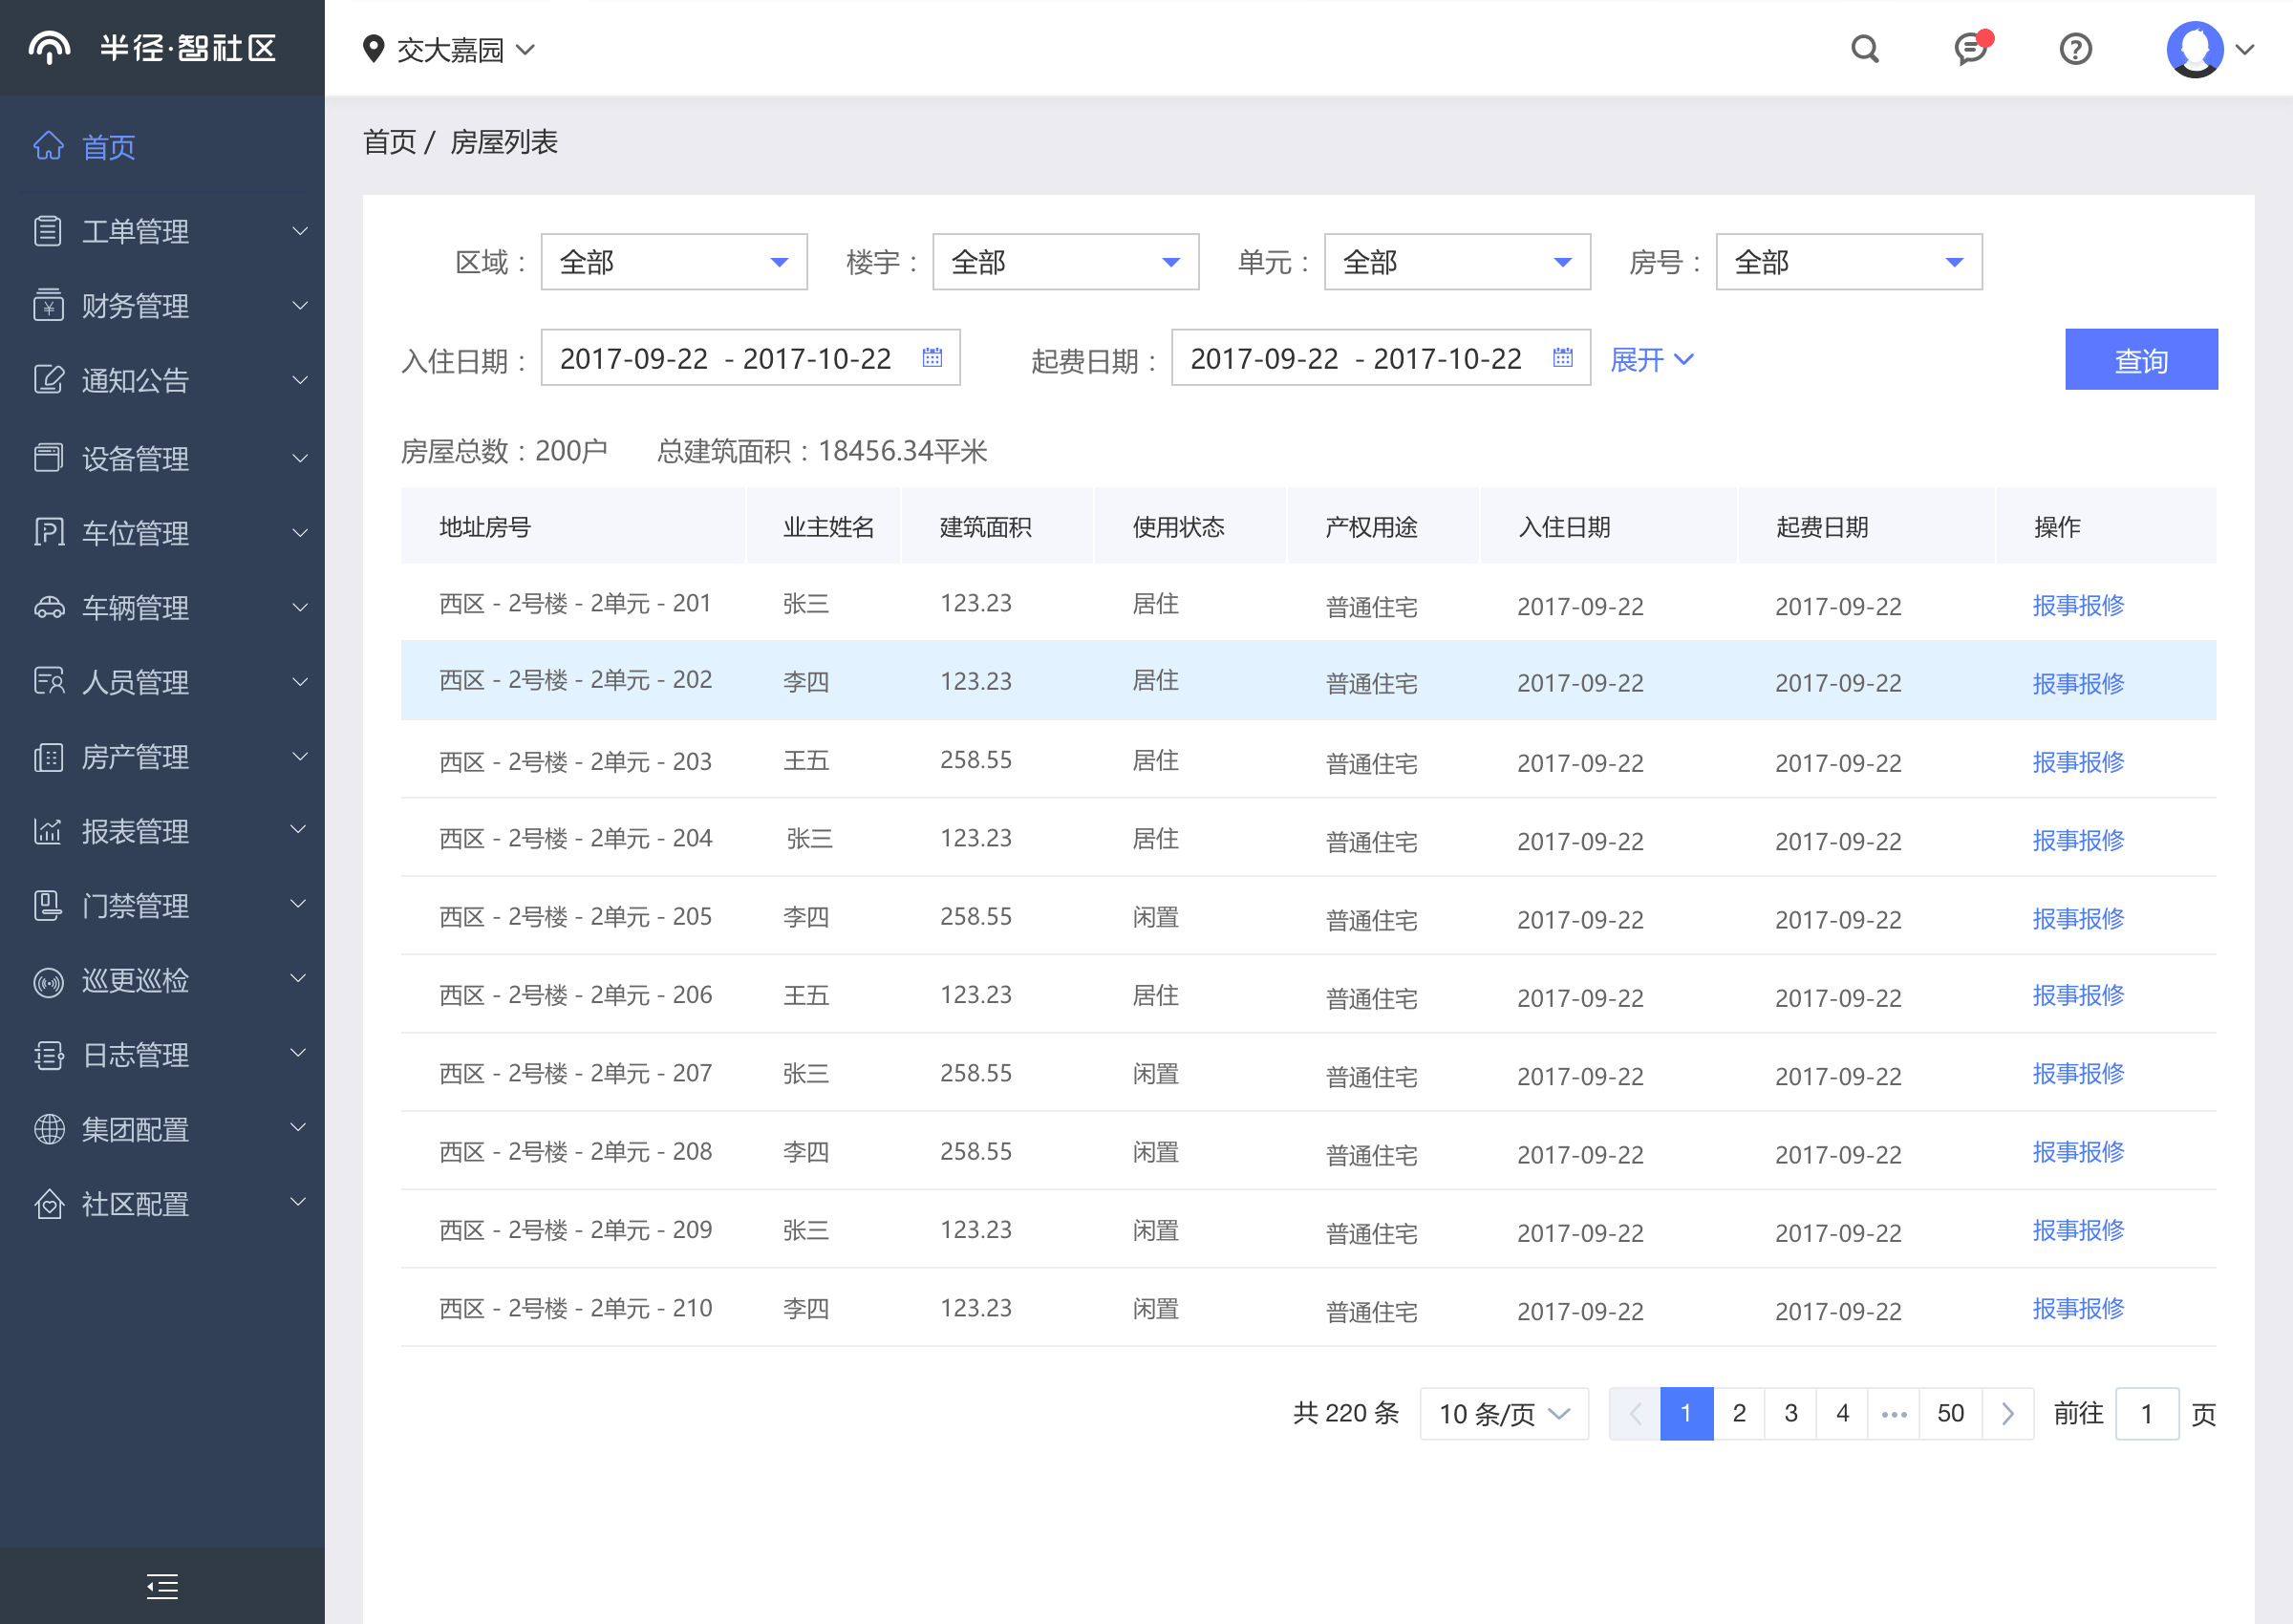 半径·智社区
交大嘉园
首页
工单管理
财务管理
通知公告
设备管理
车位管理
车辆管理
人员管理
房产管理
报表管理
门禁管理
巡更巡检
日志管理
集团配置
社区配置
首页 / 房屋列表
区域： 全部 楼宇： 全部 单元： 全部 房号： 全部
入住日期： 2017-09-22 - 2017-10-22 起费日期： 2017-09-22 - 2017-10-22 展开 查询
房屋总数：200户 总建筑面积：18456.34平米
地址房号 业主姓名 建筑面积 使用状态 产权用途 入住日期 起费日期 操作
西区 - 2号楼 - 2单元 - 201 张三 123.23 居住 普通住宅 2017-09-22 2017-09-22 报事报修
西区 - 2号楼 - 2单元 - 202 李四 123.23 居住 普通住宅 2017-09-22 2017-09-22 报事报修
西区 - 2号楼 - 2单元 - 203 王五 258.55 居住 普通住宅 2017-09-22 2017-09-22 报事报修
西区 - 2号楼 - 2单元 - 204 张三 123.23 居住 普通住宅 2017-09-22 2017-09-22 报事报修
西区 - 2号楼 - 2单元 - 205 李四 258.55 闲置 普通住宅 2017-09-22 2017-09-22 报事报修
西区 - 2号楼 - 2单元 - 206 王五 123.23 居住 普通住宅 2017-09-22 2017-09-22 报事报修
西区 - 2号楼 - 2单元 - 207 张三 258.55 闲置 普通住宅 2017-09-22 2017-09-22 报事报修
西区 - 2号楼 - 2单元 - 208 李四 258.55 闲置 普通住宅 2017-09-22 2017-09-22 报事报修
西区 - 2号楼 - 2单元 - 209 张三 123.23 闲置 普通住宅 2017-09-22 2017-09-22 报事报修
西区 - 2号楼 - 2单元 - 210 李四 123.23 闲置 普通住宅 2017-09-22 2017-09-22 报事报修
共 220 条 10 条/页 1 2 3 4 ••• 50 前往 1 页